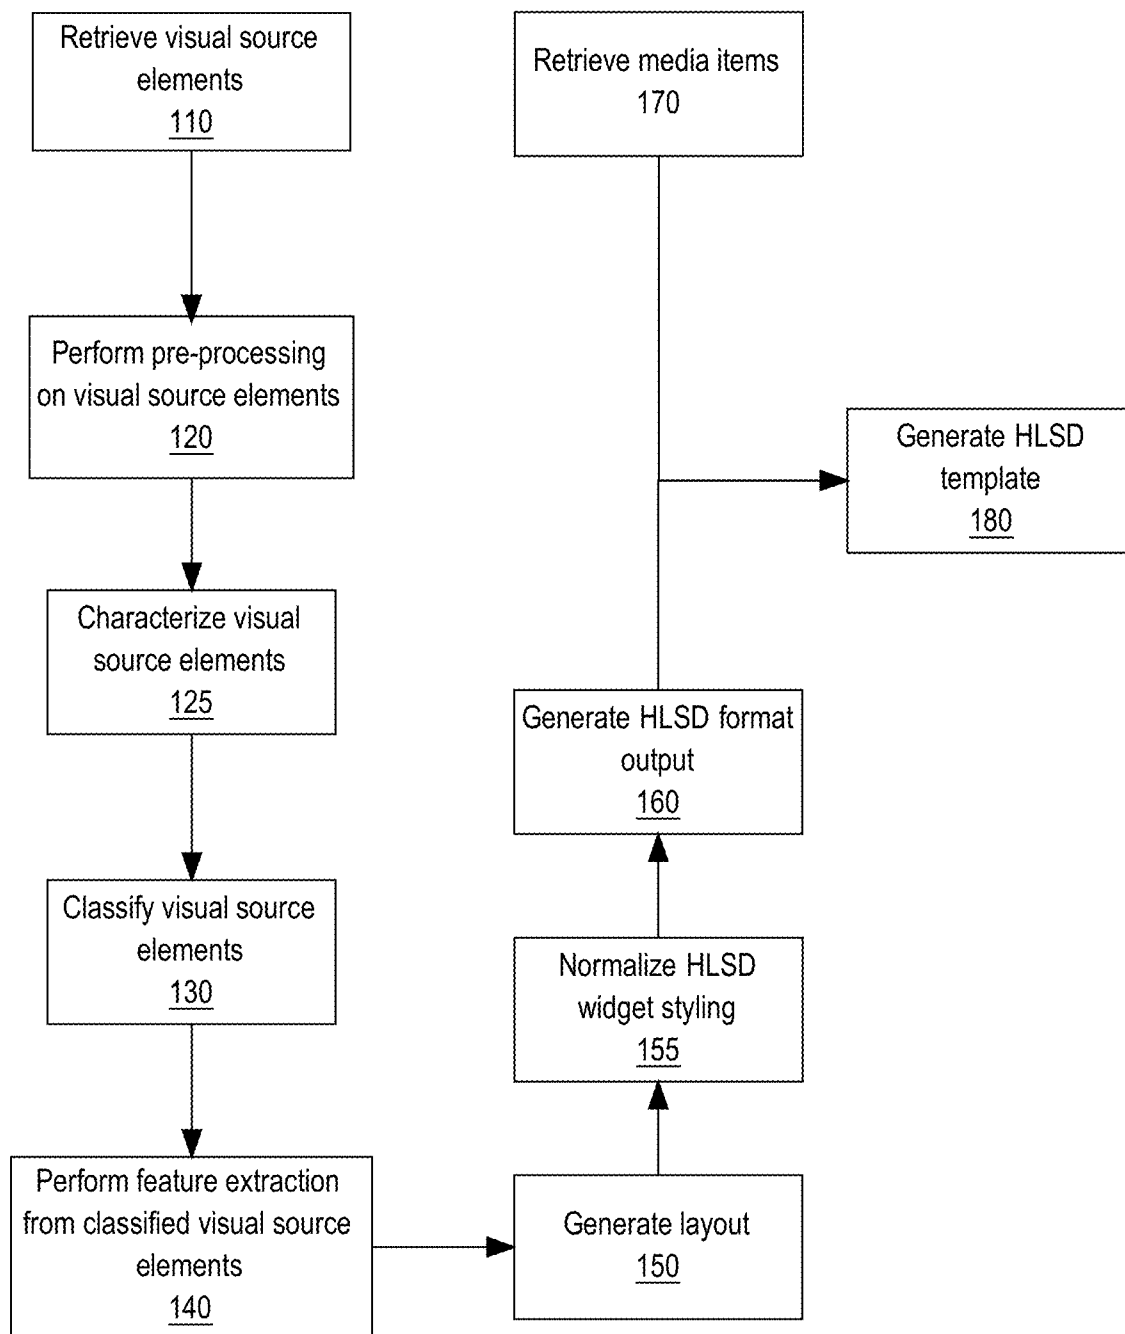 Retrieve visual source
elements
110
Perform pre-processing
on visual source elements
120
Characterize visual
source elements
125
Classify visual source
elements
130
Perform feature extraction
from classified visual source
elements
140
Generate layout
150
Normalize HLSD
widget styling
155
Generate HLSD format
output
160
Retrieve media items
170
Generate HLSD
template
180